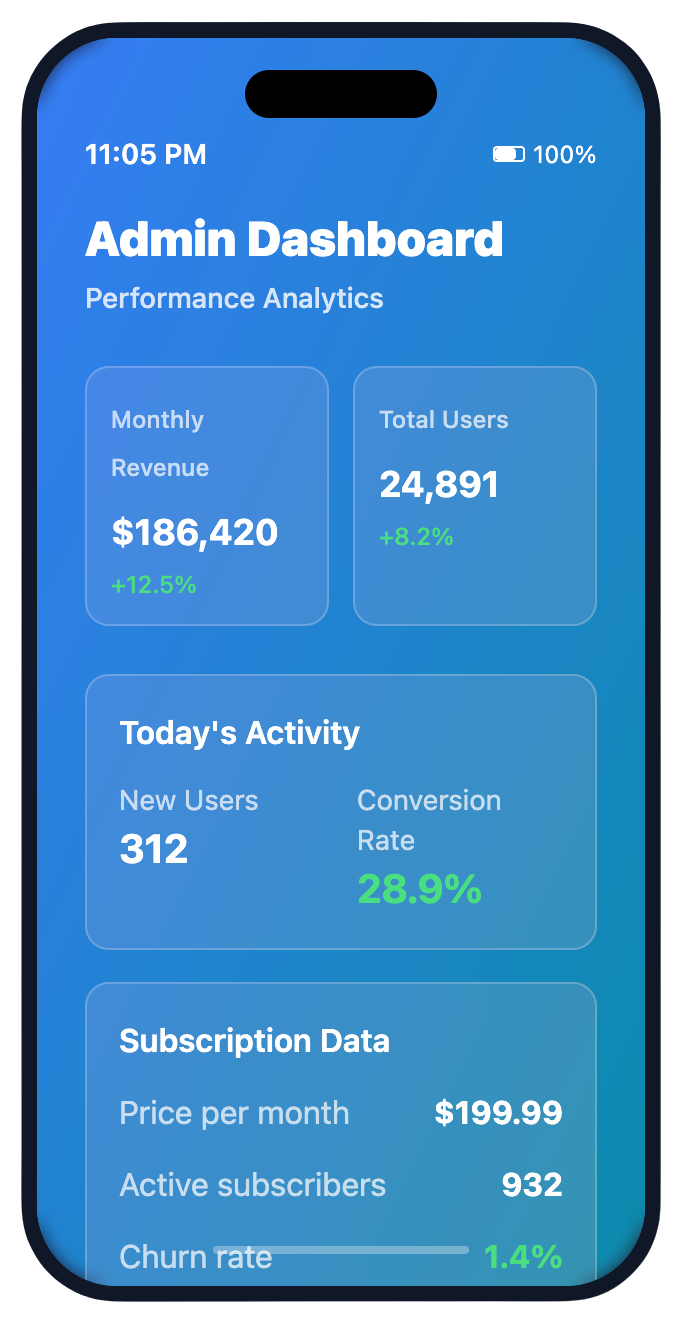 11:05 PM 100%
Admin Dashboard
Performance Analytics
Monthly
Revenue
$186,420
+12.5%
Total Users
24,891
+8.2%
Today's Activity
New Users
312
Conversion
Rate
28.9%
Subscription Data
Price per month $199.99
Active subscribers 932
Churn rate 1.4%